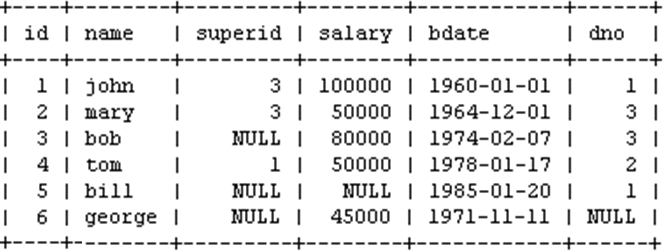 | id | name | superid | salary | bdate | dno |
| 1 | john | 3 | 100000 | 1960-01-01 | 1 |
| 2 | mary | 3 | 50000 | 1964-12-01 | 3 |
| 3 | bob | NULL | 80000 | 1974-02-07 | 3 |
| 4 | tom | 1 | 50000 | 1978-01-17 | 2 |
| 5 | bill | NULL | NULL | 1985-01-20 | 1 |
| 6 | george | NULL | 45000 | 1971-11-11 | NULL |